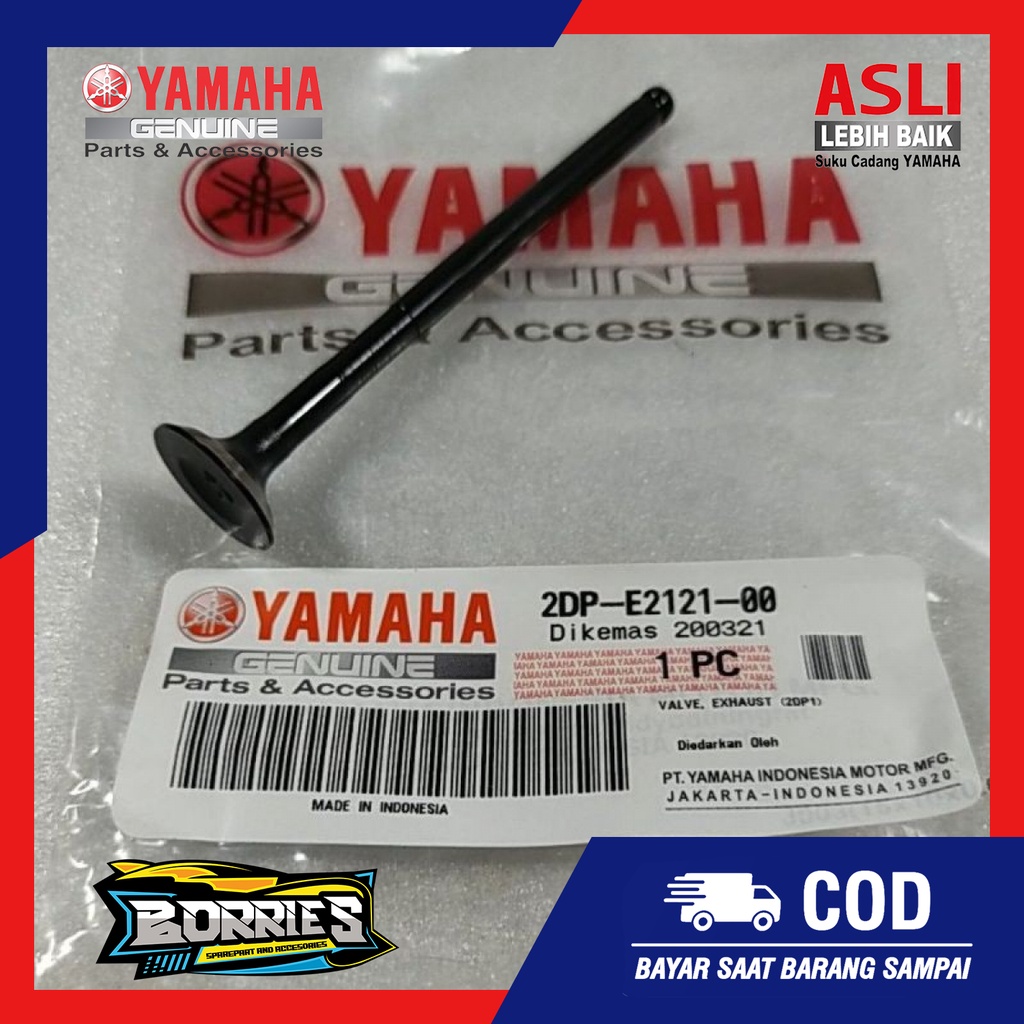 YAMAHA
GENUINE
Parts & Accessories
ASLI
LEBIH BAIK
Suku Cadang YAMAHA
YAMAHA
GENUINE
Parts & Accessories
YAMAHA
GENUINE
Parts & Accessories
2DP-E2121-00
Dikemas 200321
1 PC
VALVE, EXHAUST (2DP1)
Diedarkan Oleh
PT. YAMAHA INDONESIA MOTOR MFG.
JAKARTA-INDONESIA 13920
MADE IN INDONESIA
BORRIES
SPAREPART AND ACCESORIES
COD
BAYAR SAAT BARANG SAMPAI